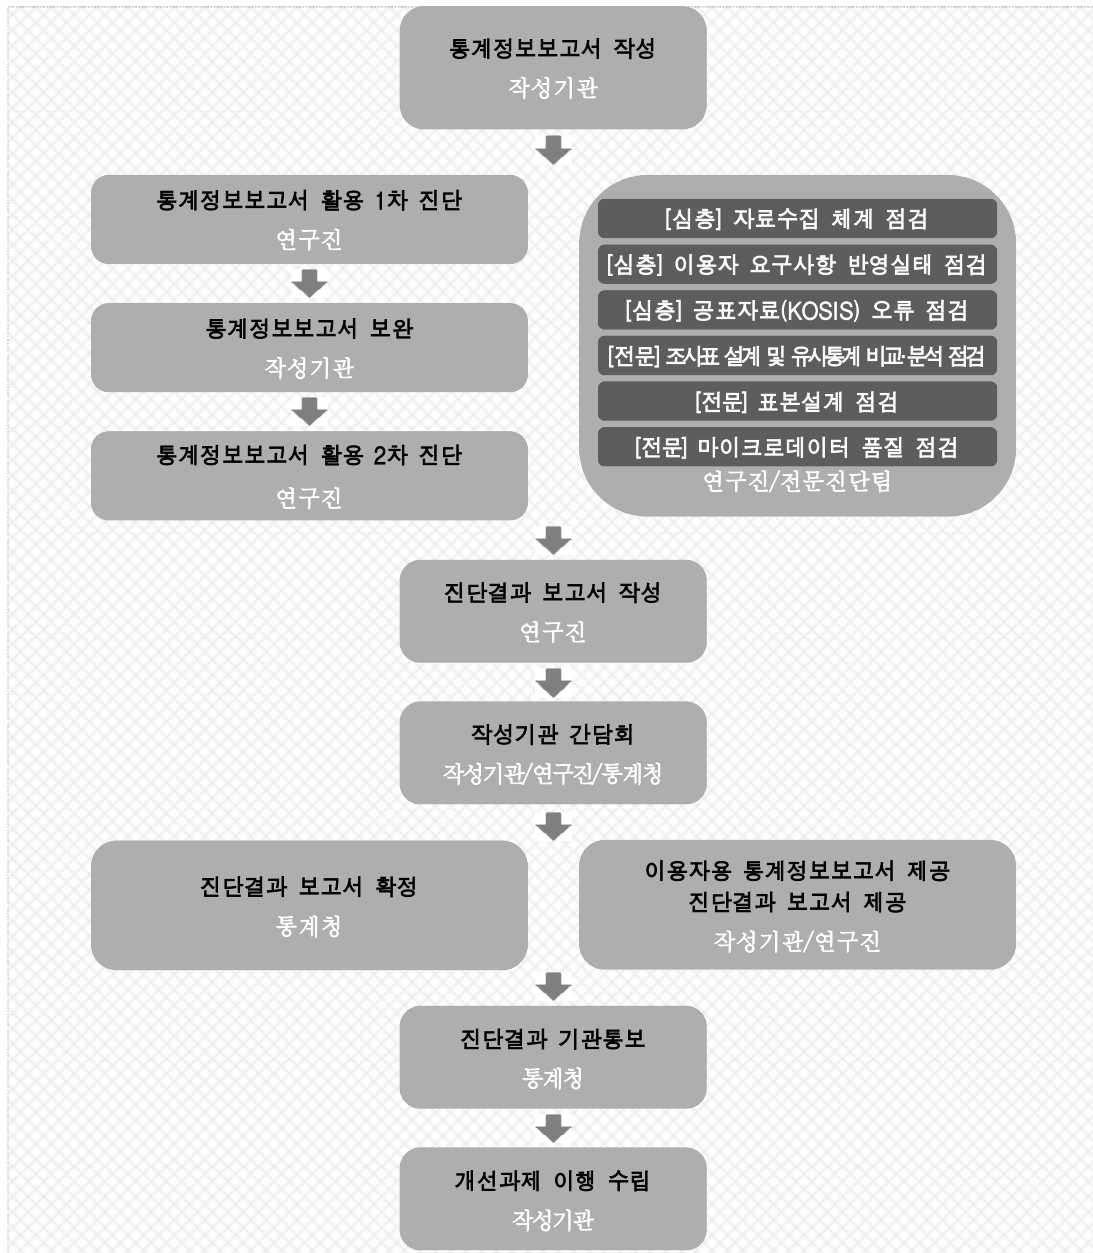 통계정보보고서 작성
작성기관
통계정보보고서 활용 1차 진단
연구진
통계정보보고서 보완
작성기관
통계정보보고서 활용 2차 진단
연구진
[심층] 자료수집 체계 점검
[심층] 이용자 요구사항 반영실태 점검
[심층] 공표자료(KOSIS) 오류 점검
[전문] 조사표 설계 및 유사통계 비교·분석 점검
[전문] 표본설계 점검
[전문] 마이크로데이터 품질 점검
연구진/전문진단팀
진단결과 보고서 작성
연구진
작성기관 간담회
작성기관/연구진/통계청
진단결과 보고서 확정
통계청
이용자용 통계정보보고서 제공
진단결과 보고서 제공
작성기관/연구진
진단결과 기관통보
통계청
개선과제 이행 수립
작성기관